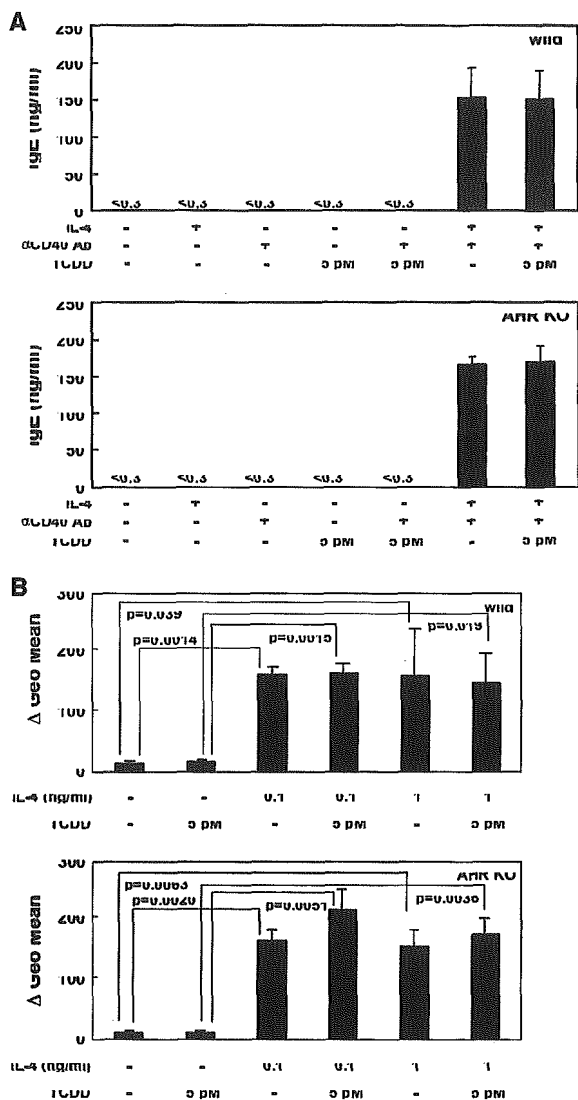 A
wild
IgE (ng/ml)
250
200
150
100
50
0
<0.3 <0.3 <0.3 <0.3 <0.3
IL-4 - + - - - + +
αCD40 Ab - - + - + + +
TCDD - - - 5 pM 5 pM - 5 pM
AHR KO
IgE (ng/ml)
250
200
150
100
50
0
<0.3 <0.3 <0.3 <0.3 <0.3
IL-4 - + - - - + +
αCD40 Ab - - + - + + +
TCDD - - - 5 pM 5 pM - 5 pM
B
wild
Δ Geo Mean
300
200
100
0
p=0.039
p=0.0014
p=0.0015
p=0.019
IL-4 (ng/ml) - - 0.1 0.1 1 1
TCDD - 5 pM - 5 pM - 5 pM
AHR KO
Δ Geo Mean
300
200
100
0
p=0.0063
p=0.0020
IL-4 (ng/ml) - - 0.1 0.1 1 1
TCDD - 5 pM - 5 pM - 5 pM